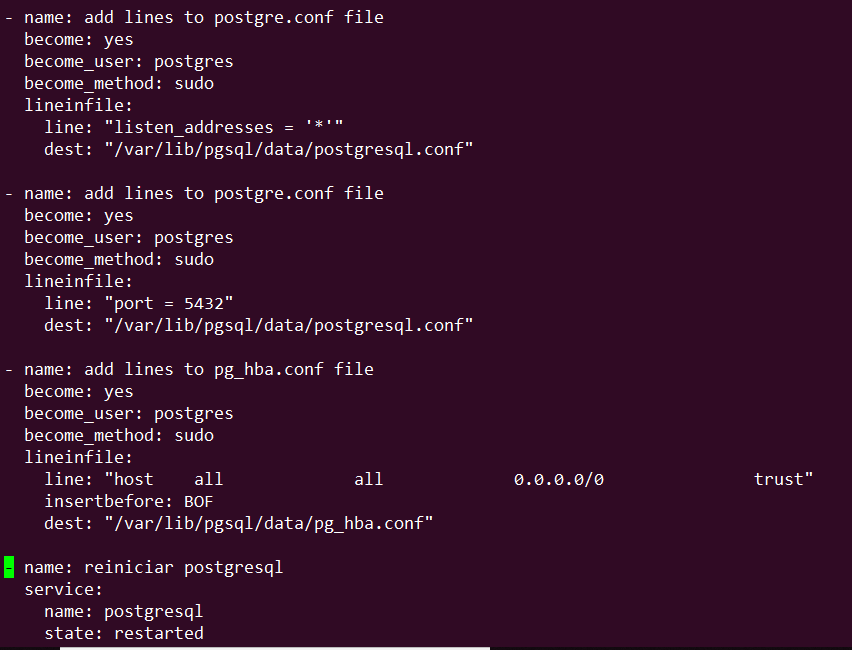 - name: add lines to postgre.conf file
  become: yes
  become_user: postgres
  become_method: sudo
  lineinfile:
    line: "listen_addresses = '*'"
    dest: "/var/lib/pgsql/data/postgresql.conf"

- name: add lines to postgre.conf file
  become: yes
  become_user: postgres
  become_method: sudo
  lineinfile:
    line: "port = 5432"
    dest: "/var/lib/pgsql/data/postgresql.conf"

- name: add lines to pg_hba.conf file
  become: yes
  become_user: postgres
  become_method: sudo
  lineinfile:
    line: "host    all             all             0.0.0.0/0               trust"
    insertbefore: BOF
    dest: "/var/lib/pgsql/data/pg_hba.conf"

- name: reiniciar postgresql
  service:
    name: postgresql
    state: restarted